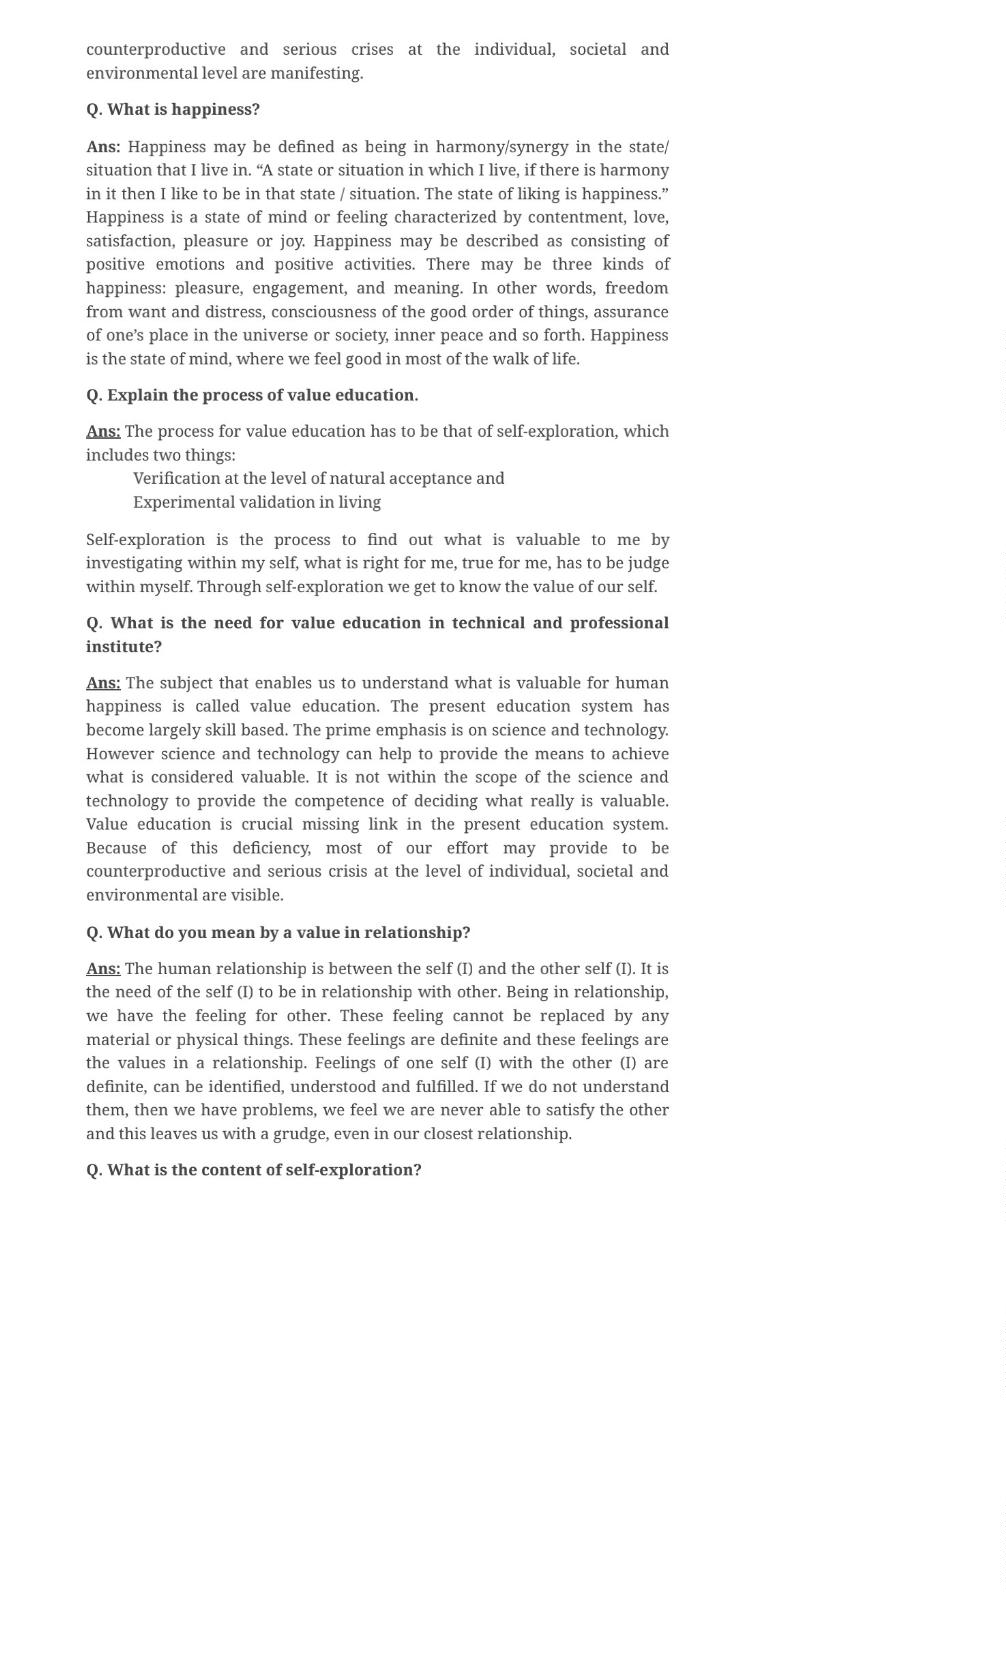 counterproductive and serious crises at the individual, societal and
environmental level are manifesting.
Q. What is happiness?
Ans: Happiness may be defined as being in harmony/synergy in the state/
situation that I live in. “A state or situation in which I live, if there is harmony
in it then I like to be in that state / situation. The state of liking is happiness.”
Happiness is a state of mind or feeling characterized by contentment, love,
satisfaction, pleasure or joy. Happiness may be described as consisting of
positive emotions and positive activities. There may be three kinds of
happiness: pleasure, engagement, and meaning. In other words, freedom
from want and distress, consciousness of the good order of things, assurance
of one’s place in the universe or society, inner peace and so forth. Happiness
is the state of mind, where we feel good in most of the walk of life.
Q. Explain the process of value education.
Ans: The process for value education has to be that of self-exploration, which
includes two things:
Verification at the level of natural acceptance and
Experimental validation in living
Self-exploration is the process to find out what is valuable to me by
investigating within my self, what is right for me, true for me, has to be judge
within myself. Through self-exploration we get to know the value of our self.
Q. What is the need for value education in technical and professional
institute?
Ans: The subject that enables us to understand what is valuable for human
happiness is called value education. The present education system has
become largely skill based. The prime emphasis is on science and technology.
However science and technology can help to provide the means to achieve
what is considered valuable. It is not within the scope of the science and
technology to provide the competence of deciding what really is valuable.
Value education is crucial missing link in the present education system.
Because of this deficiency, most of our effort may provide to be
counterproductive and serious crisis at the level of individual, societal and
environmental are visible.
Q. What do you mean by a value in relationship?
Ans: The human relationship is between the self (I) and the other self (I). It is
the need of the self (I) to be in relationship with other. Being in relationship,
we have the feeling for other. These feeling cannot be replaced by any
material or physical things. These feelings are definite and these feelings are
the values in a relationship. Feelings of one self (I) with the other (I) are
definite, can be identified, understood and fulfilled. If we do not understand
them, then we have problems, we feel we are never able to satisfy the other
and this leaves us with a grudge, even in our closest relationship.
Q. What is the content of self-exploration?